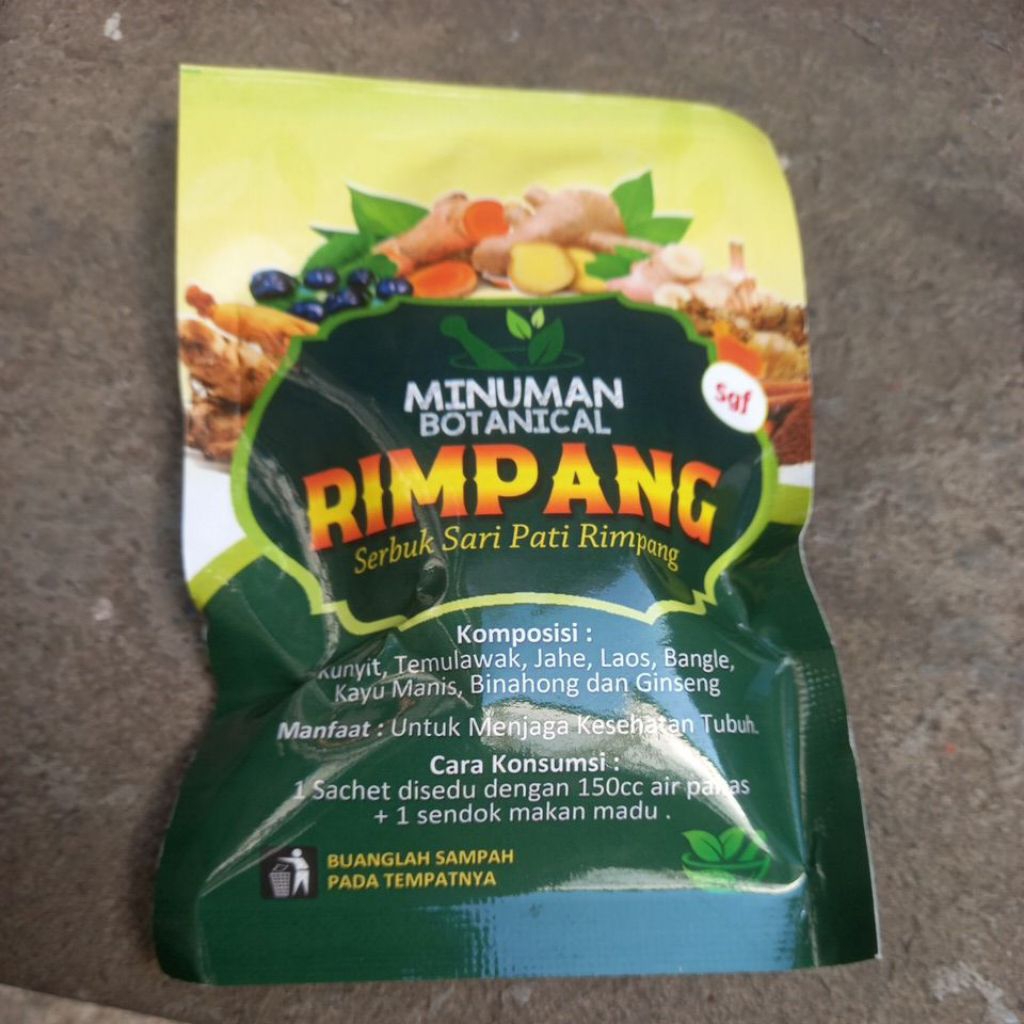 MINUMAN
BOTANICAL
RIMPANG
Serbuk Sari Pati Rimpang
sgf
Komposisi :
Kunyit, Temulawak, Jahe, Laos, Bangle,
Kayu Manis, Binahong dan Ginseng
Manfaat : Untuk Menjaga Kesehatan Tubuh.
Cara Konsumsi :
1 Sachet disedu dengan 150cc air panas
+ 1 sendok makan madu .
BUANGLAH SAMPAH
PADA TEMPATNYA